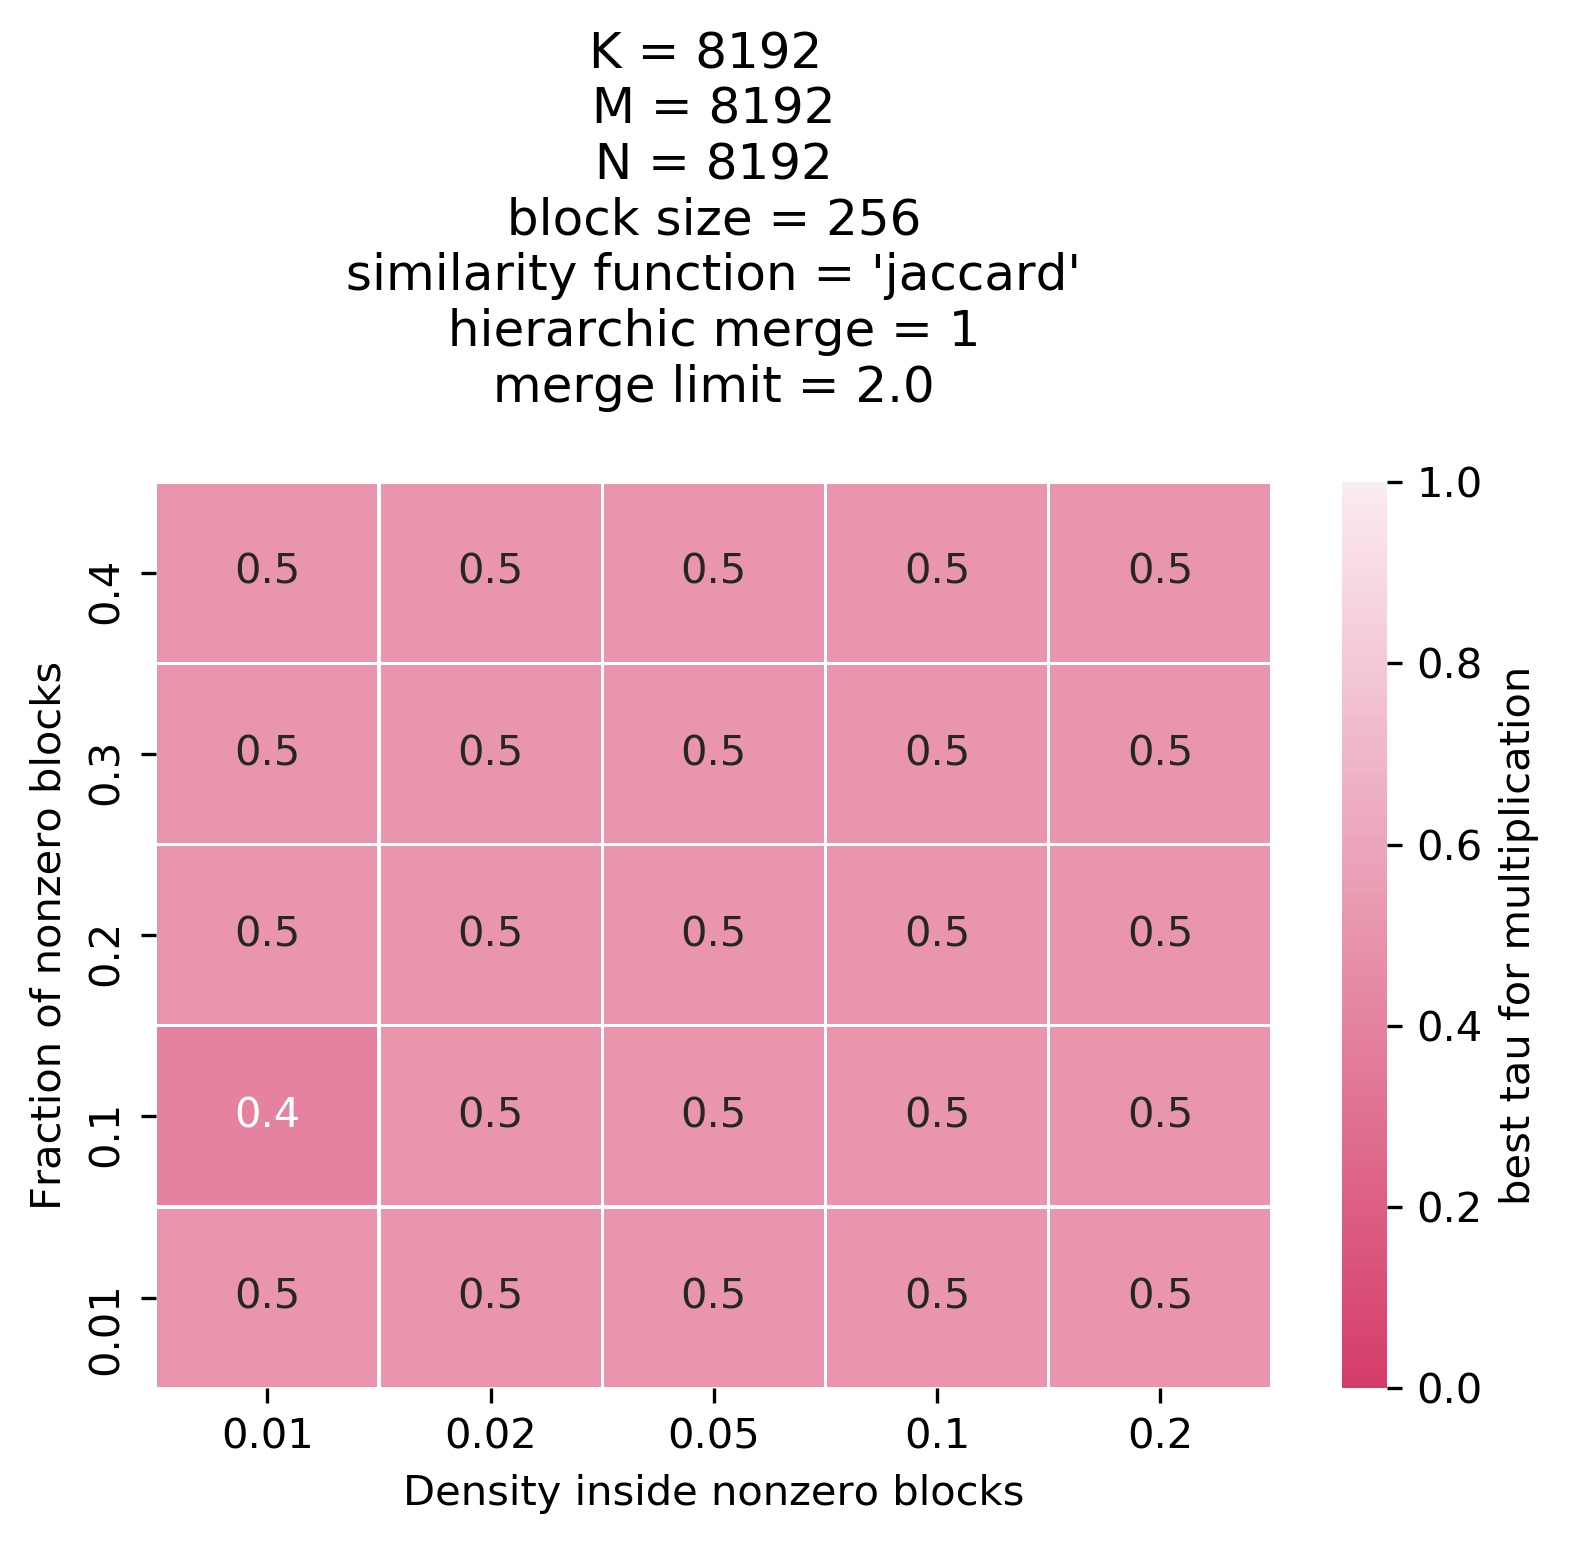 K = 8192
M = 8192
N = 8192
block size = 256
similarity function = 'jaccard'
hierarchic merge = 1
merge limit = 2.0
Fraction of nonzero blocks
0.4 0.5 0.5 0.5 0.5 0.5
0.3 0.5 0.5 0.5 0.5 0.5
0.2 0.5 0.5 0.5 0.5 0.5
0.1 0.4 0.5 0.5 0.5 0.5
0.01 0.5 0.5 0.5 0.5 0.5
0.01 0.02 0.05 0.1 0.2
Density inside nonzero blocks
1.0
0.8
0.6
0.4
0.2
0.0
best tau for multiplication